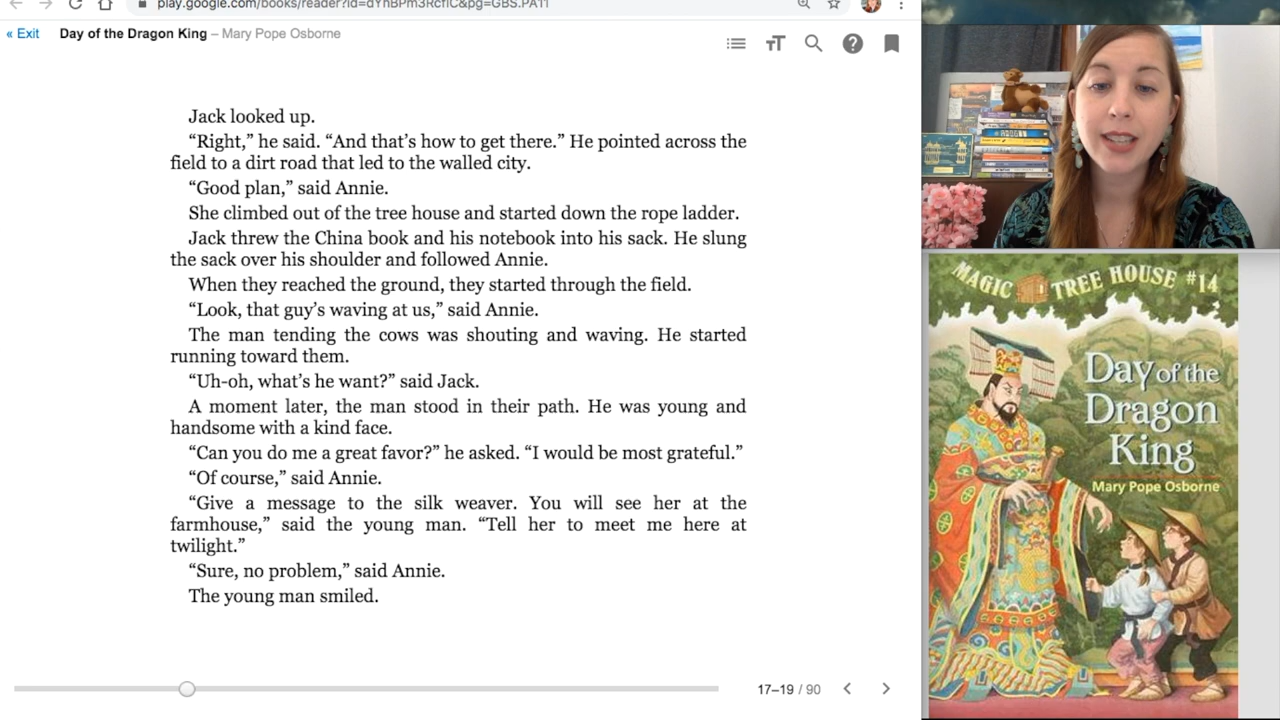 play.google.com/books/reader?id=dYnBPm3RcfIC&pg=GBS.PA11
« Exit Day of the Dragon King – Mary Pope Osborne
Jack looked up.
“Right,” he said. “And that’s how to get there.” He pointed across the
field to a dirt road that led to the walled city.
“Good plan,” said Annie.
She climbed out of the tree house and started down the rope ladder.
Jack threw the China book and his notebook into his sack. He slung
the sack over his shoulder and followed Annie.
When they reached the ground, they started through the field.
“Look, that guy’s waving at us,” said Annie.
The man tending the cows was shouting and waving. He started
running toward them.
“Uh-oh, what’s he want?” said Jack.
A moment later, the man stood in their path. He was young and
handsome with a kind face.
“Can you do me a great favor?” he asked. “I would be most grateful.”
“Of course,” said Annie.
“Give a message to the silk weaver. You will see her at the
farmhouse,” said the young man. “Tell her to meet me here at
twilight.”
“Sure, no problem,” said Annie.
The young man smiled.
17–19 / 90
MAGIC TREE HOUSE #14
Day of the
Dragon
King
Mary Pope Osborne